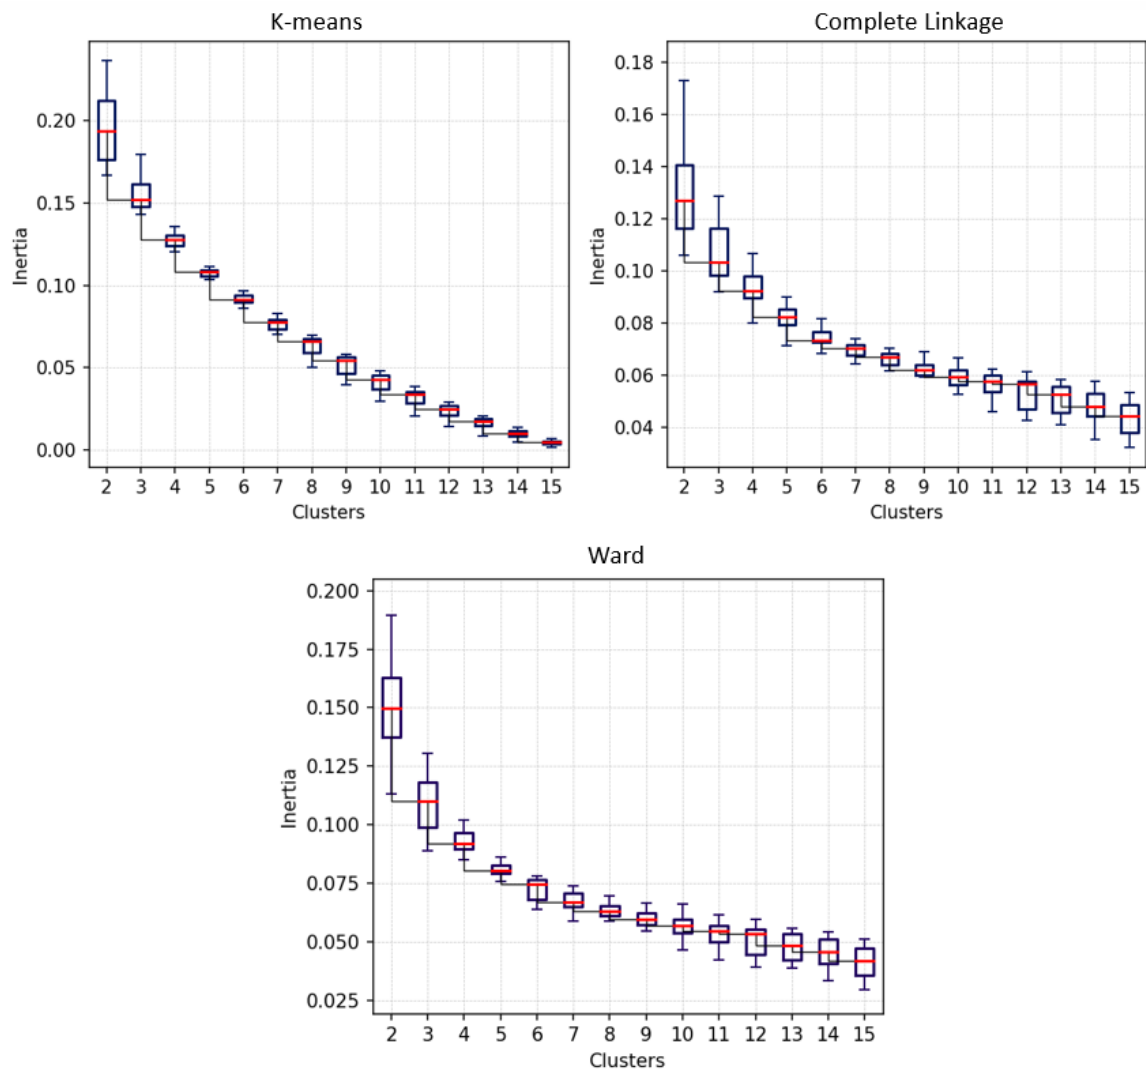 K-means
Inertia
0.20
0.15
0.10
0.05
0.00
2 3 4 5 6 7 8 9 10 11 12 13 14 15
Clusters
Complete Linkage
Inertia
0.18
0.16
0.14
0.12
0.10
0.08
0.06
0.04
2 3 4 5 6 7 8 9 10 11 12 13 14 15
Clusters
Ward
Inertia
0.200
0.175
0.150
0.125
0.100
0.075
0.050
0.025
2 3 4 5 6 7 8 9 10 11 12 13 14 15
Clusters